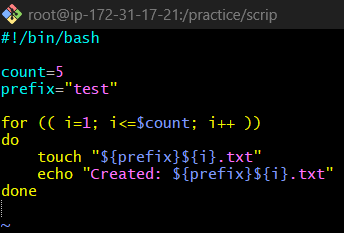 root@ip-172-31-17-21:/practice/scrip
#!/bin/bash

count=5
prefix="test"

for (( i=1; i<=$count; i++ ))
do
    touch "${prefix}${i}.txt"
    echo "Created: ${prefix}${i}.txt"
done

~